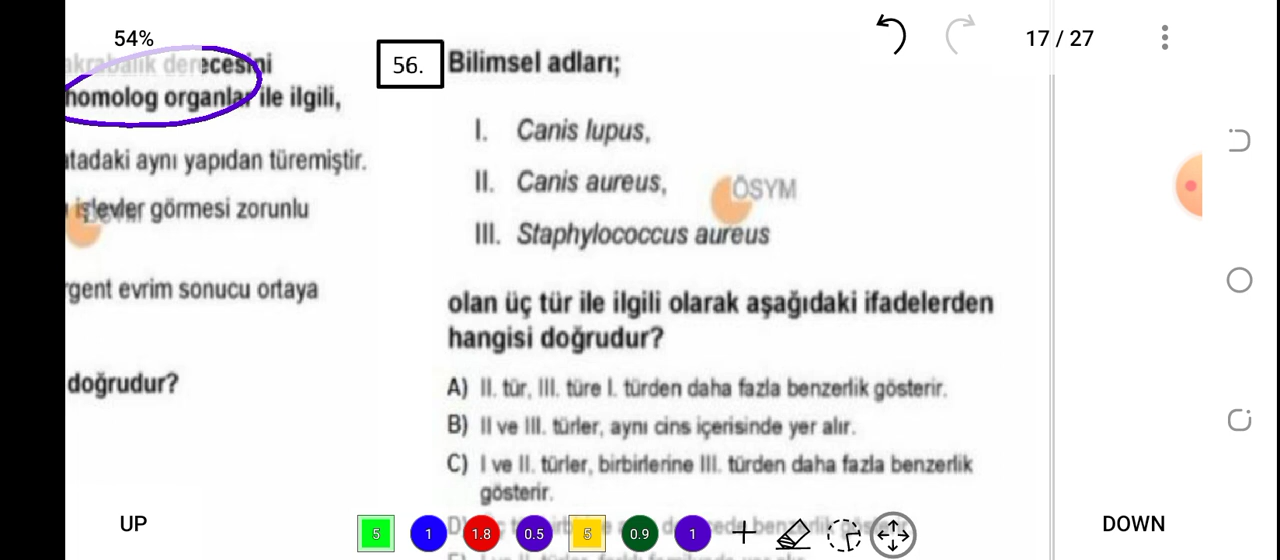 54%
17 / 27
akrabalık derecesini
homolog organlar ile ilgili,
atadaki aynı yapıdan türemiştir.
işlevler görmesi zorunlu
rgent evrim sonucu ortaya
doğrudur?
56. Bilimsel adları;
I. Canis lupus,
II. Canis aureus,
ÖSYM
III. Staphylococcus aureus
olan üç tür ile ilgili olarak aşağıdaki ifadelerden
hangisi doğrudur?
A) II. tür, III. türe I. türden daha fazla benzerlik gösterir.
B) II ve III. türler, aynı cins içerisinde yer alır.
C) I ve II. türler, birbirlerine III. türden daha fazla benzerlik
gösterir.
UP
5 1 1.8 0.5 5 0.9 1
DOWN